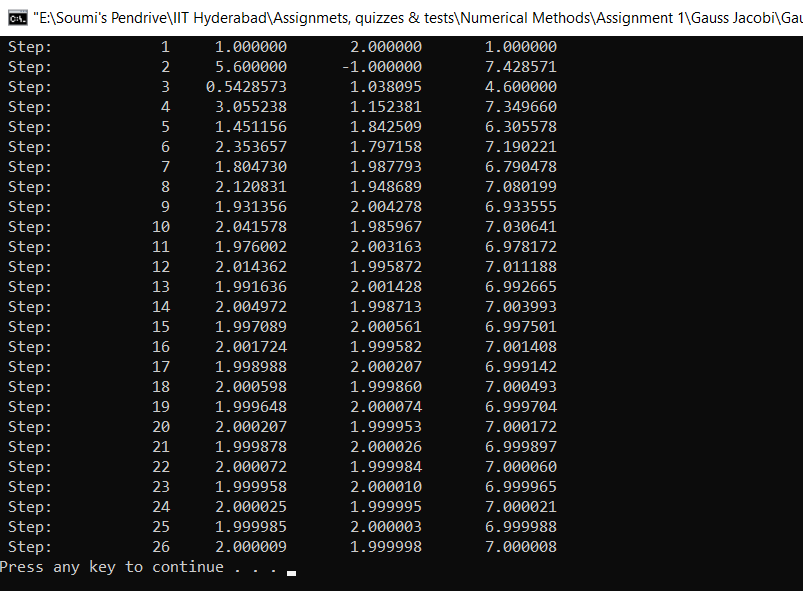 "E:\Soumi's Pendrive\IIT Hyderabad\Assignmets, quizzes & tests\Numerical Methods\Assignment 1\Gauss Jacobi\Gau
Step: 1 1.000000 2.000000 1.000000
Step: 2 5.600000 -1.000000 7.428571
Step: 3 0.5428573 1.038095 4.600000
Step: 4 3.055238 1.152381 7.349660
Step: 5 1.451156 1.842509 6.305578
Step: 6 2.353657 1.797158 7.190221
Step: 7 1.804730 1.987793 6.790478
Step: 8 2.120831 1.948689 7.080199
Step: 9 1.931356 2.004278 6.933555
Step: 10 2.041578 1.985967 7.030641
Step: 11 1.976002 2.003163 6.978172
Step: 12 2.014362 1.995872 7.011188
Step: 13 1.991636 2.001428 6.992665
Step: 14 2.004972 1.998713 7.003993
Step: 15 1.997089 2.000561 6.997501
Step: 16 2.001724 1.999582 7.001408
Step: 17 1.998988 2.000207 6.999142
Step: 18 2.000598 1.999860 7.000493
Step: 19 1.999648 2.000074 6.999704
Step: 20 2.000207 1.999953 7.000172
Step: 21 1.999878 2.000026 6.999897
Step: 22 2.000072 1.999984 7.000060
Step: 23 1.999958 2.000010 6.999965
Step: 24 2.000025 1.999995 7.000021
Step: 25 1.999985 2.000003 6.999988
Step: 26 2.000009 1.999998 7.000008
Press any key to continue . . .